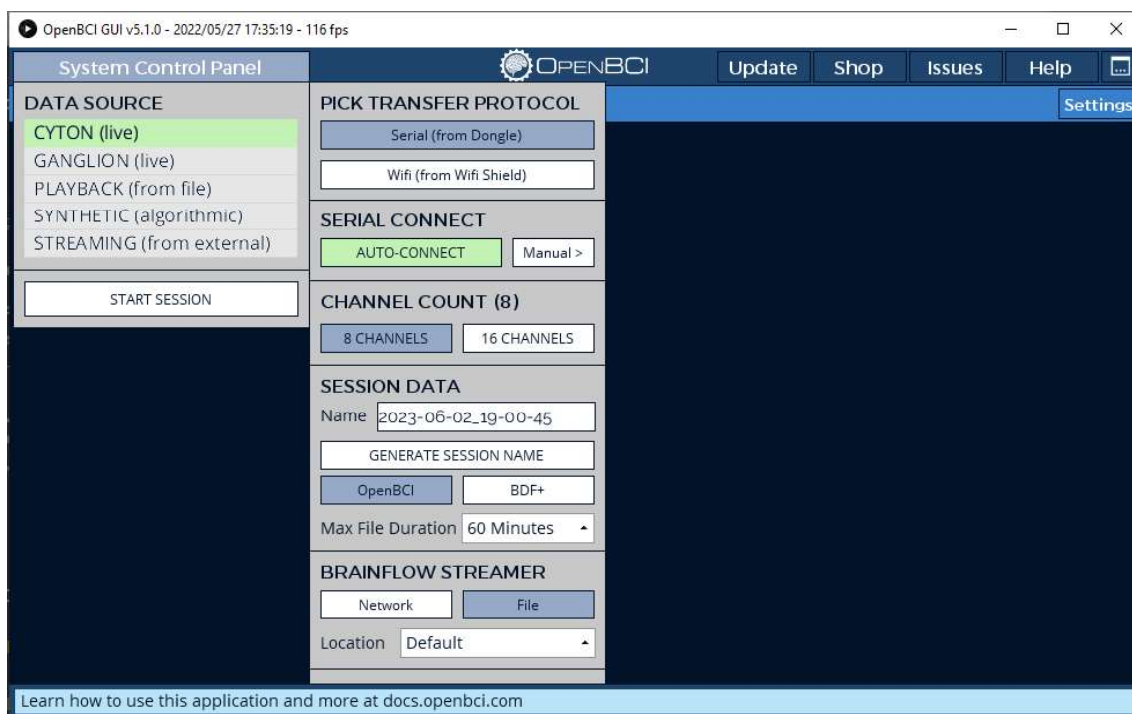 OpenBCI GUI v5.1.0 - 2022/05/27 17:35:19 - 116 fps
System Control Panel
OPENBCI
Update
Shop
Issues
Help
...
Settings
DATA SOURCE
CYTON (live)
GANGLION (live)
PLAYBACK (from file)
SYNTHETIC (algorithmic)
STREAMING (from external)
START SESSION
PICK TRANSFER PROTOCOL
Serial (from Dongle)
Wifi (from Wifi Shield)
SERIAL CONNECT
AUTO-CONNECT
Manual >
CHANNEL COUNT (8)
8 CHANNELS
16 CHANNELS
SESSION DATA
Name 2023-06-02_19-00-45
GENERATE SESSION NAME
OpenBCI
BDF+
Max File Duration 60 Minutes
BRAINFLOW STREAMER
Network
File
Location Default
Learn how to use this application and more at docs.openbci.com